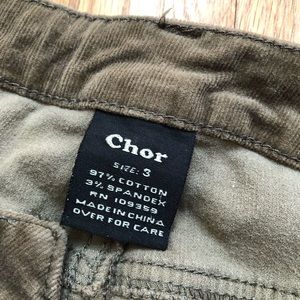 Chor
SIZE: 3
97% COTTON
3% SPANDEX
RN 109359
MADE IN CHINA
OVER FOR CARE